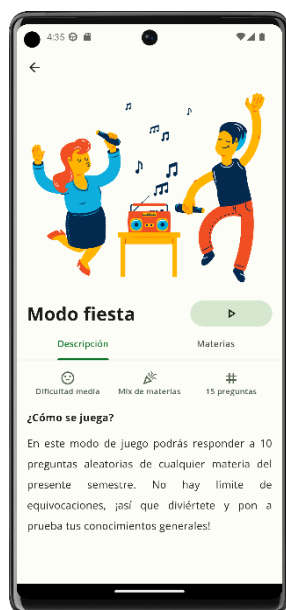 4:35
Modo fiesta
Descripción
Materias
Dificultad media
Mix de materias
15 preguntas
¿Cómo se juega?
En este modo de juego podrás responder a 10
preguntas aleatorias de cualquier materia del
presente semestre. No hay límite de
equivocaciones, ¡así que diviértete y pon a
prueba tus conocimientos generales!